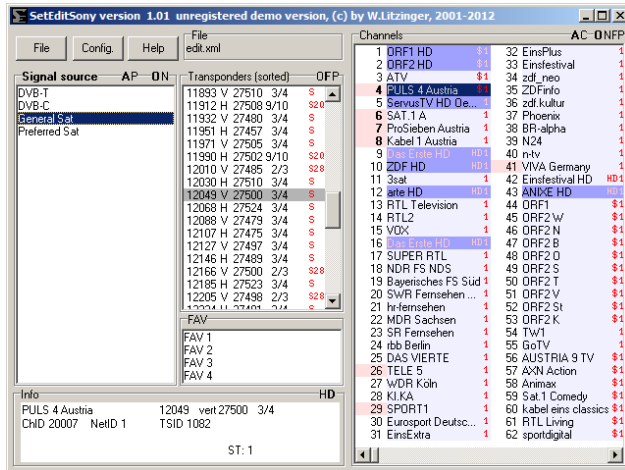 SetEditSony version 1.01 unregistered demo version, (c) by W.Litzinger, 2001-2012
File
Config.
Help
File
edit.xml
Signal source AP ON
DVB-T
DVB-C
General Sat
Preferred Sat
Transponders (sorted) OFP
11893 V 27510 3/4 S
11912 H 27508 9/10 S20
11932 V 27480 3/4 S
11951 H 27457 3/4 S
11971 V 27505 3/4 S
11990 H 27502 9/10 S20
12010 V 27485 2/3 S28
12030 H 27510 3/4 S
12049 V 27500 3/4 S
12068 V 27524 3/4 S
12088 V 27479 3/4 S
12107 H 27475 3/4 S
12127 V 27497 3/4 S
12146 H 27489 3/4 S
12166 V 27500 2/3 S28
12185 H 27523 3/4 S
12205 V 27498 2/3 S28
FAV
FAV 1
FAV 2
FAV 3
FAV 4
Info HD
PULS 4 Austria 12049 vert 27500 3/4
ChID 20007 NetID 1 TSID 1082
ST: 1
Channels AC ONFP
1 ORF1 HD $1
2 ORF2 HD $1
3 ATV $1
4 PULS 4 Austria $1
5 ServusTV HD Oe... 1
6 SAT.1 A 1
7 ProSieben Austria 1
8 Kabel 1 Austria 1
9 Das Erste HD HD1
10 ZDF HD HD1
11 3sat 1
12 arte HD HD1
13 RTL Television 1
14 RTL2 1
15 VOX 1
16 Das Erste HD HD1
17 SUPER RTL 1
18 NDR FS NDS 1
19 Bayerisches FS Süd 1
20 SWR Fernsehen ... 1
21 hr-fernsehen 1
22 MDR Sachsen 1
23 SR Fernsehen 1
24 rbb Berlin 1
25 DAS VIERTE 1
26 TELE 5 1
27 WDR Köln 1
28 KI.KA 1
29 SPORT1 1
30 Eurosport Deutsc... 1
31 EinsExtra 1
32 EinsPlus 1
33 Einsfestival 1
34 zdf_neo 1
35 ZDFinfo 1
36 zdf.kultur 1
37 Phoenix 1
38 BR-alpha 1
39 N24 1
40 n-tv 1
41 VIVA Germany 1
42 Einsfestival HD HD1
43 ANIXE HD HD1
44 ORF1 $1
45 ORF2 W $1
46 ORF2 N $1
47 ORF2 B $1
48 ORF2 O $1
49 ORF2 S $1
50 ORF2 T $1
51 ORF2 V $1
52 ORF2 St $1
53 ORF2 K $1
54 TW1 1
55 GoTV 1
56 AUSTRIA 9 TV $1
57 AXN Action $1
58 Animax $1
59 Sat.1 Comedy $1
60 kabel eins classics $1
61 RTL Living $1
62 sportdigital $1